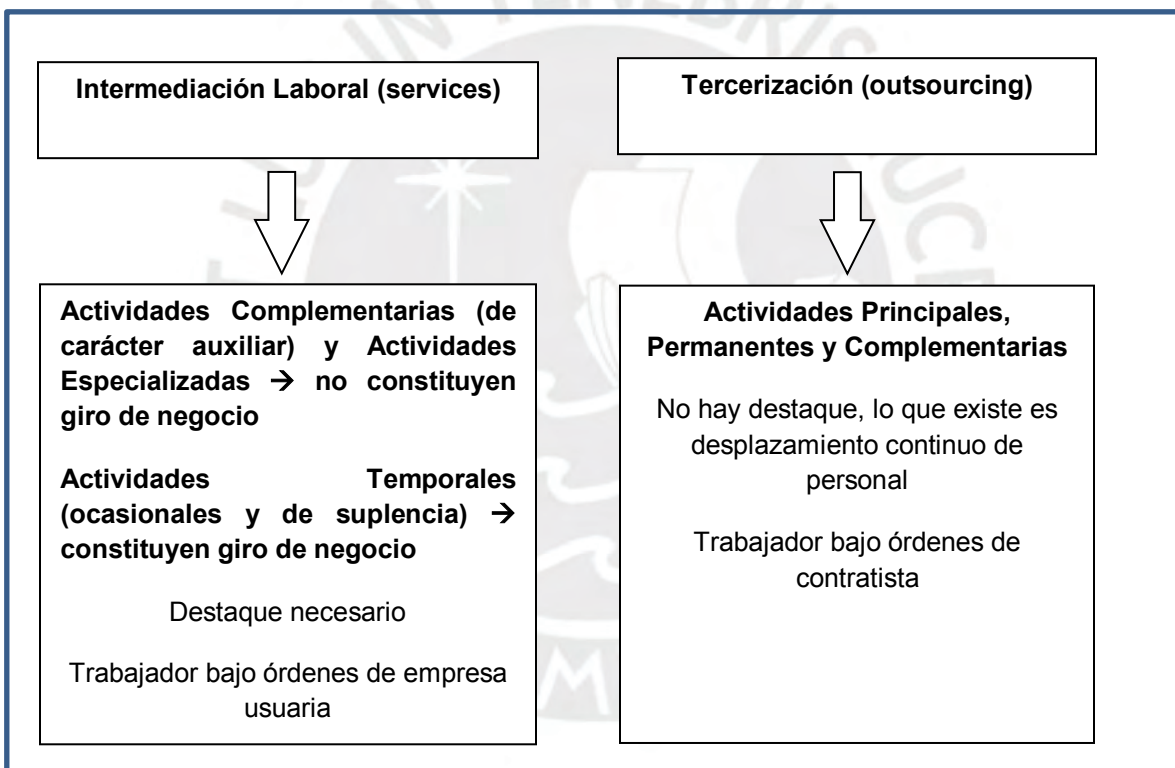 Intermediación Laboral (services)
Tercerización (outsourcing)
Actividades Complementarias (de
carácter auxiliar) y Actividades
Especializadas → no constituyen
giro de negocio
Actividades Temporales
(ocasionales y de suplencia) →
constituyen giro de negocio
Destaque necesario
Trabajador bajo órdenes de empresa
usuaria
Actividades Principales,
Permanentes y Complementarias
No hay destaque, lo que existe es
desplazamiento continuo de
personal
Trabajador bajo órdenes de
contratista